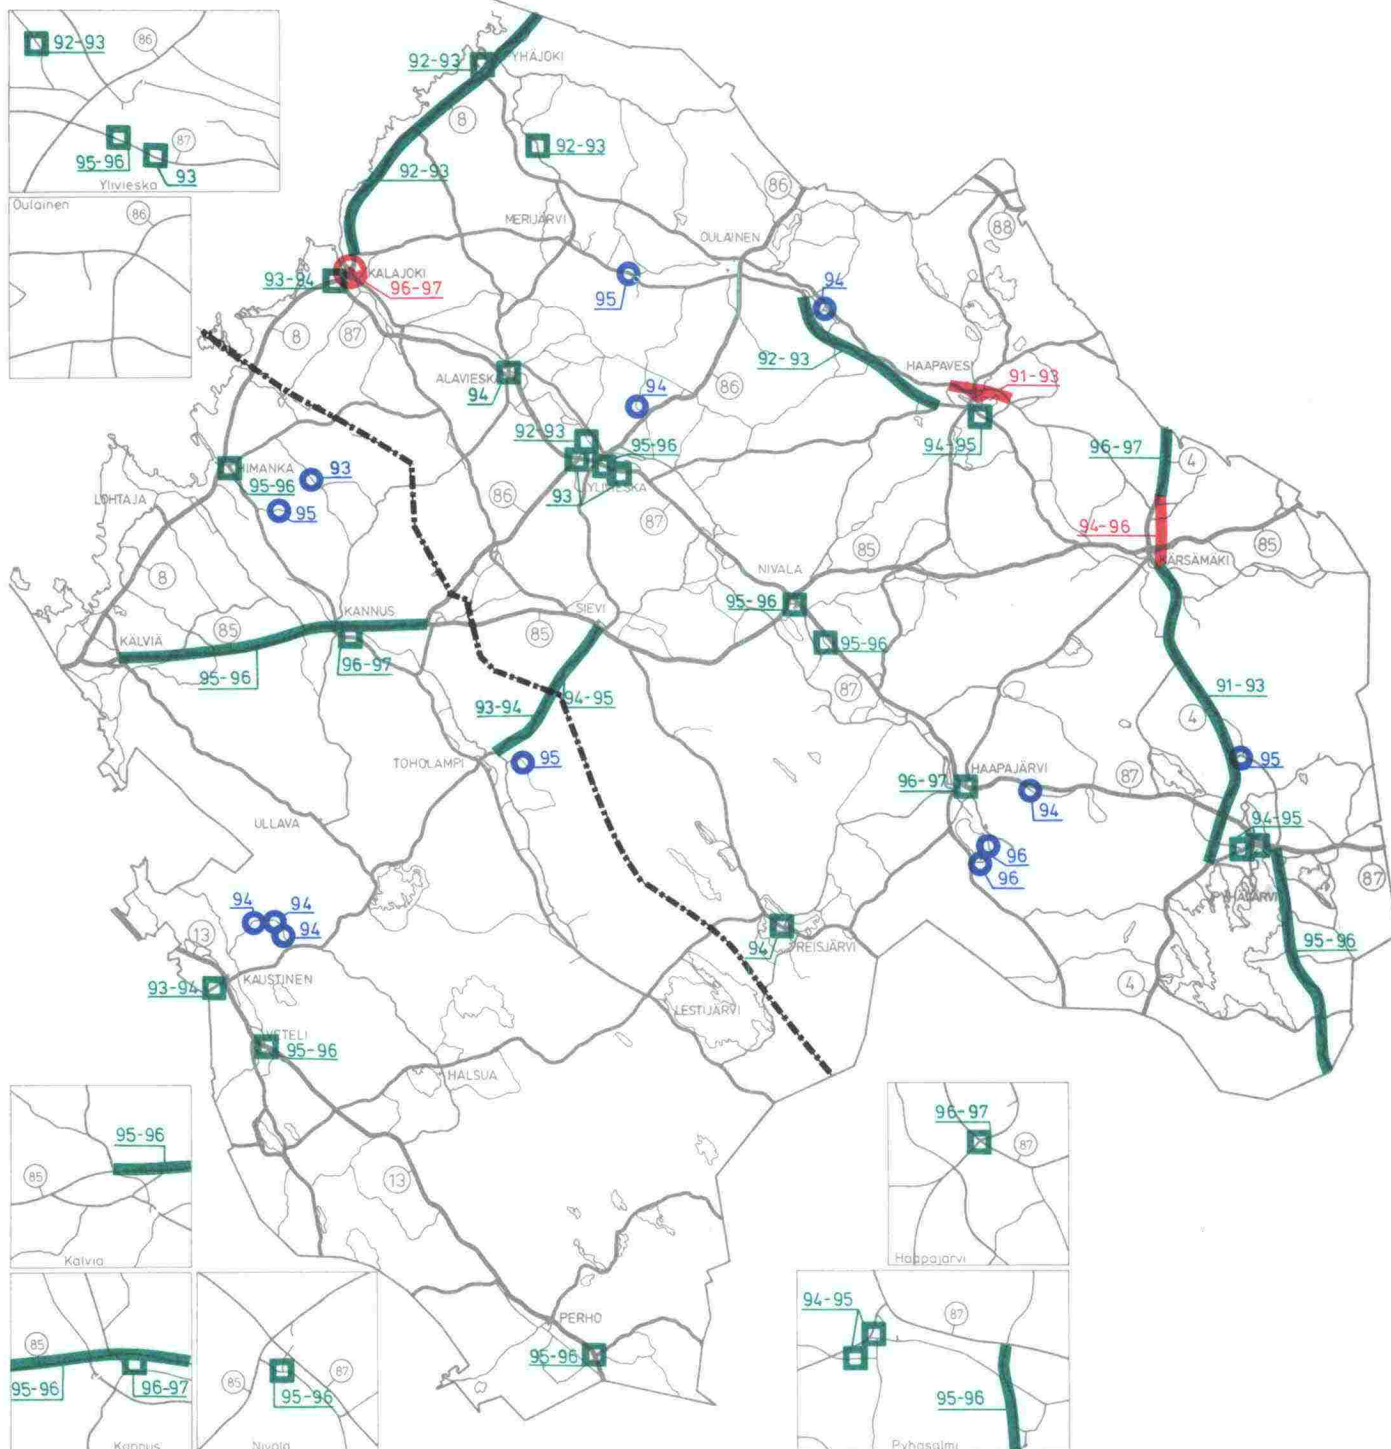 92-93
86
87
95-96
93
Ylivieska
Oulainen
86
92-93
YHÄJOKI
8
92-93
92-93
86
88
MERIJÄRVI
OULAINEN
KALAJOKI
93-94
96-97
95
94
8
87
92-93
HAAPAVESI
91-93
ALAVIESKA
94
94
86
92-93
95-96
94-95
96-97
4
HIMANKA
93
95-96
YLIVIESKA
93
LOHTAJA
95
86
87
94-96
85
85
8
KÄRSÄMÄKI
NIVALA
KANNUS
SIEVI
95-96
KÄLVIÄ
85
85
95-96
96-97
95-96
91-93
87
93-94
94-95
4
TOHOLAMPI
95
HAAPAJÄRVI
95
96-97
87
94
ULLAVA
94-95
96
96
87
PYHÄJÄRVI
94
94
94
13
94
REISJÄRVI
95-96
KAUSTINEN
93-94
4
LESTIJÄRVI
VETELI
95-96
HALSUA
95-96
85
Kälviä
13
96-97
87
Haapajärvi
85
95-96
96-97
Kannus
85
87
95-96
Nivala
PERHO
95-96
94-95
87
95-96
Pyhäsalmi